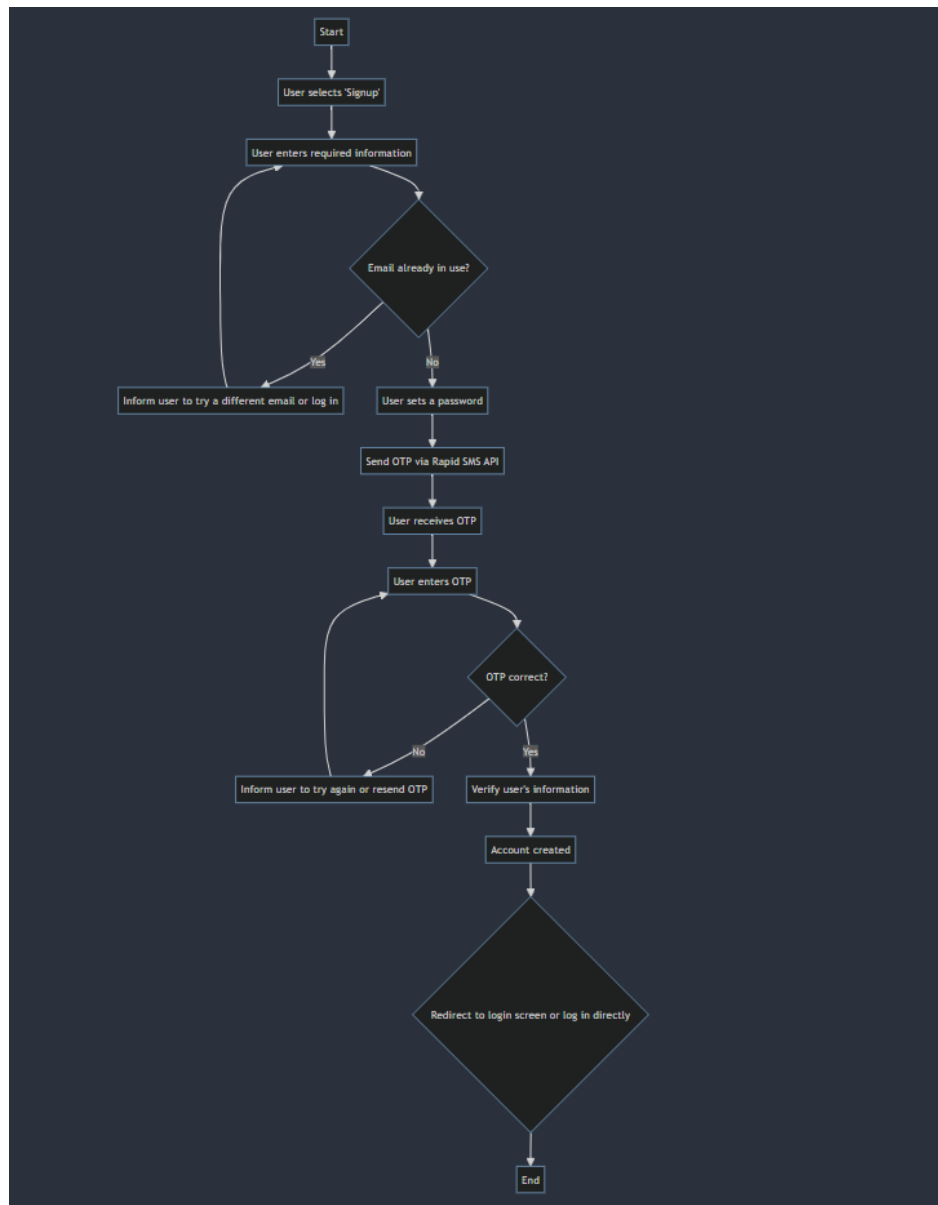 Start
User selects 'Signup'
User enters required information
Email already in use?
Yes
No
Inform user to try a different email or log in
User sets a password
Send OTP via Rapid SMS API
User receives OTP
User enters OTP
OTP correct?
No
Yes
Inform user to try again or resend OTP
Verify user's information
Account created
Redirect to login screen or log in directly
End